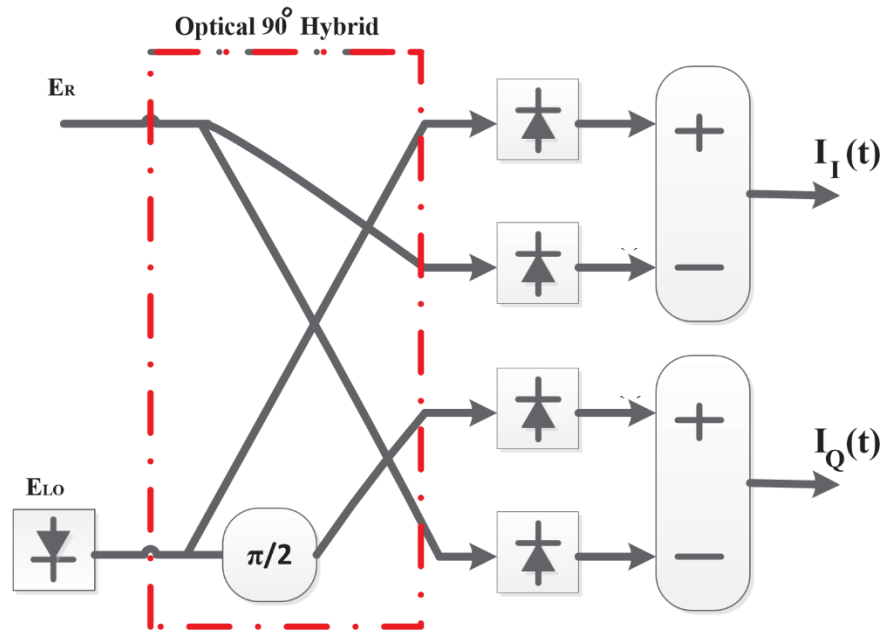 Optical 90° Hybrid
ER
II(t)
ELO
π/2
IQ(t)
+
−
+
−